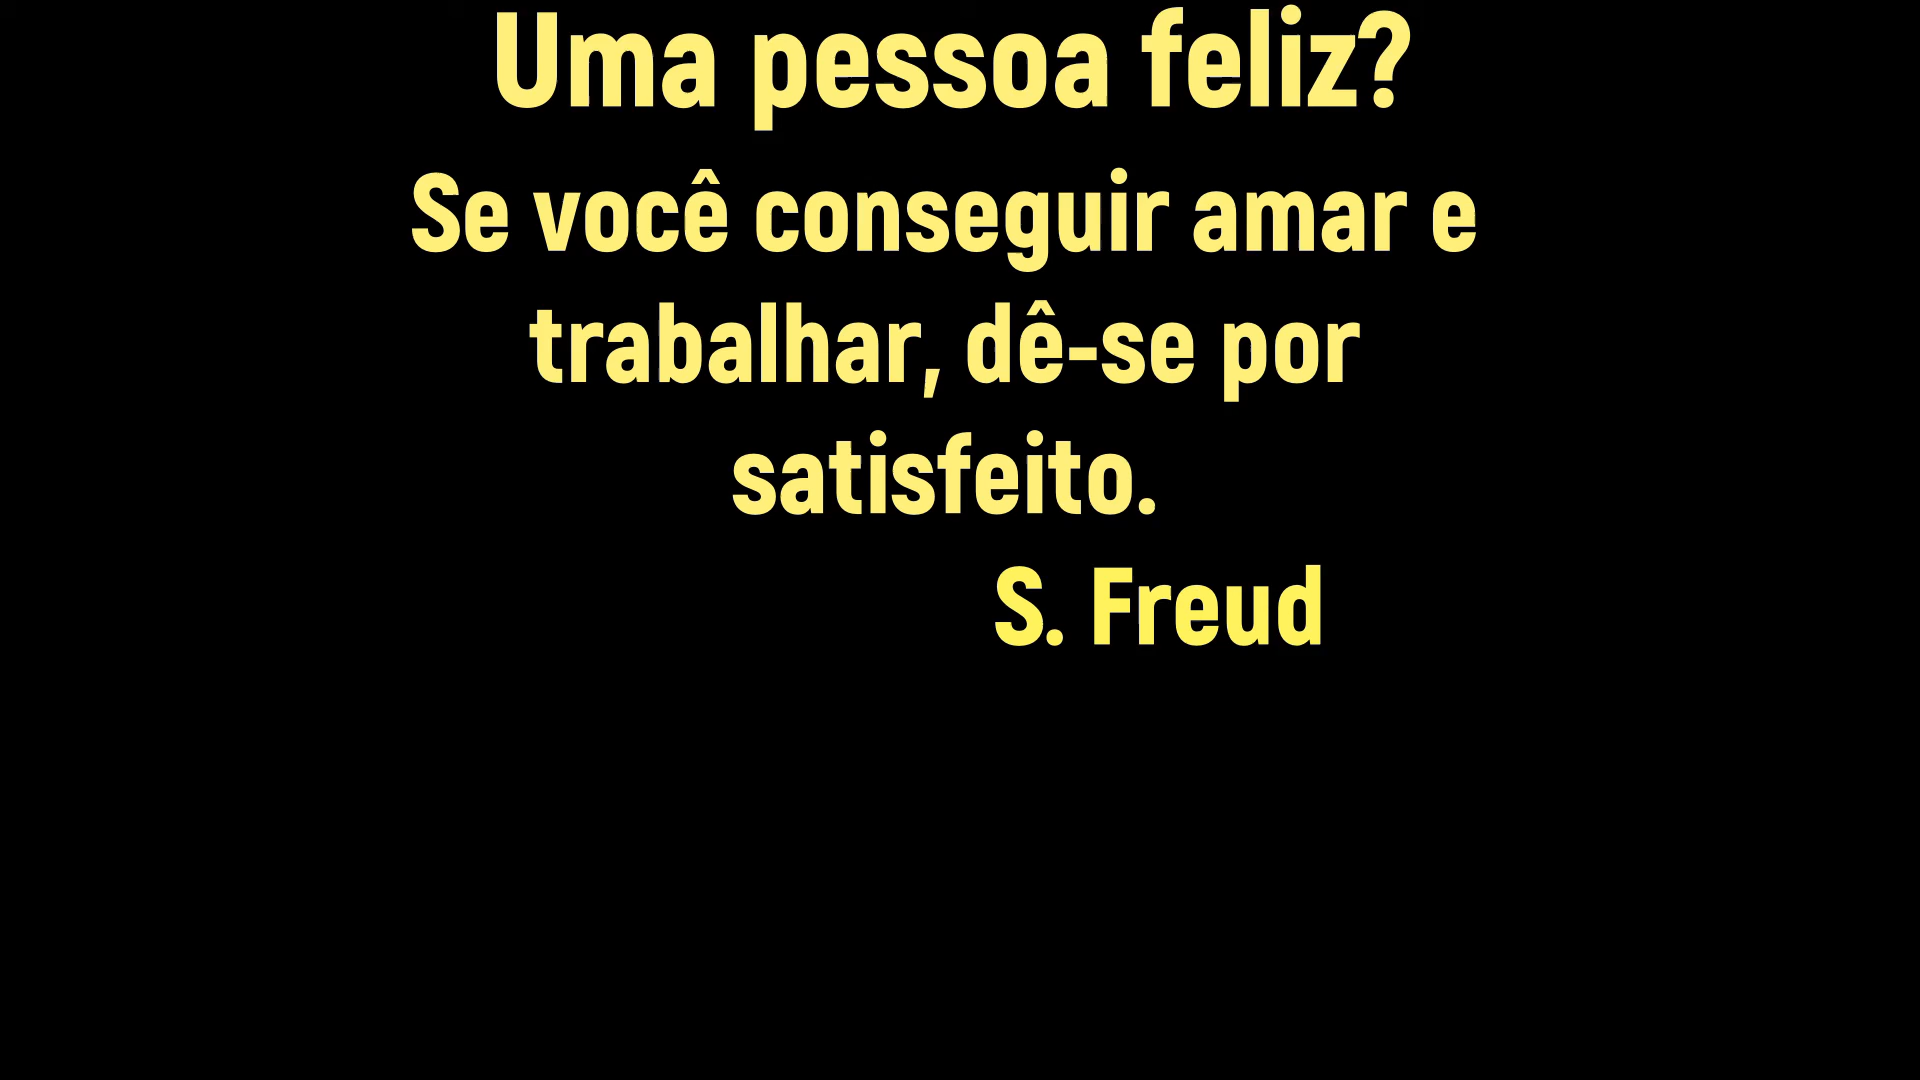 Uma pessoa feliz?
Se você conseguir amar e
trabalhar, dê-se por
satisfeito.
S. Freud